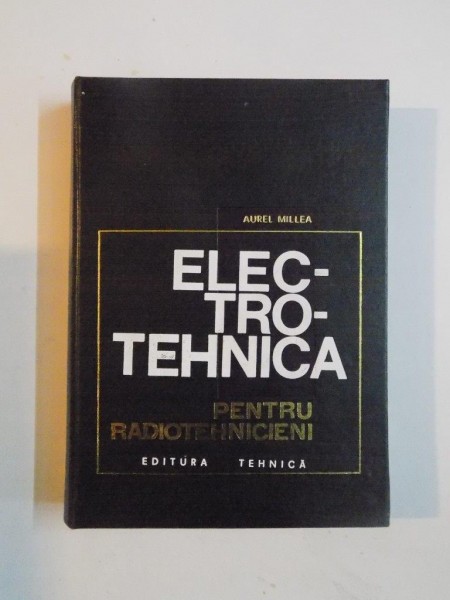 AUREL MILLEA
ELEC-
TRO-
TEHNICA
PENTRU
RADIOTEHNICIENI
EDITURA TEHNICĂ